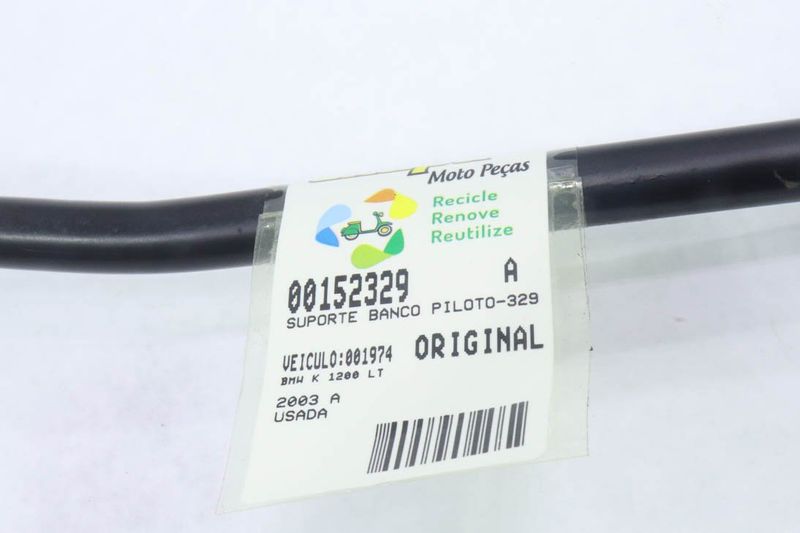 Moto Peças
Recicle
Renove
Reutilize
00152329 A
SUPORTE BANCO PILOTO-329
VEICULO:001974 ORIGINAL
BMW K 1200 LT
2003 A
USADA